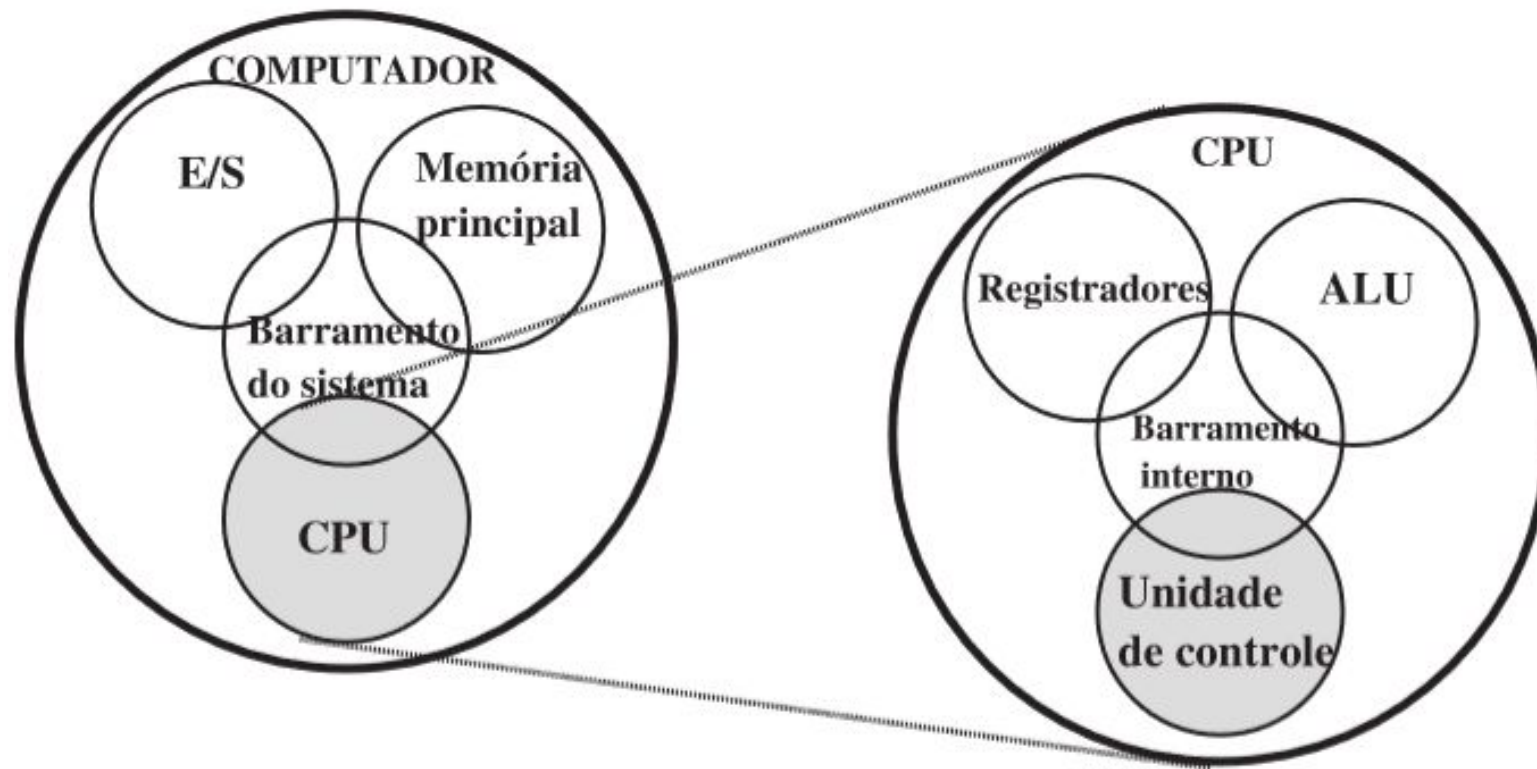 COMPUTADOR
E/S
Memória
principal
Barramento
do sistema
CPU
CPU
Registradores
ALU
Barramento
interno
Unidade
de controle